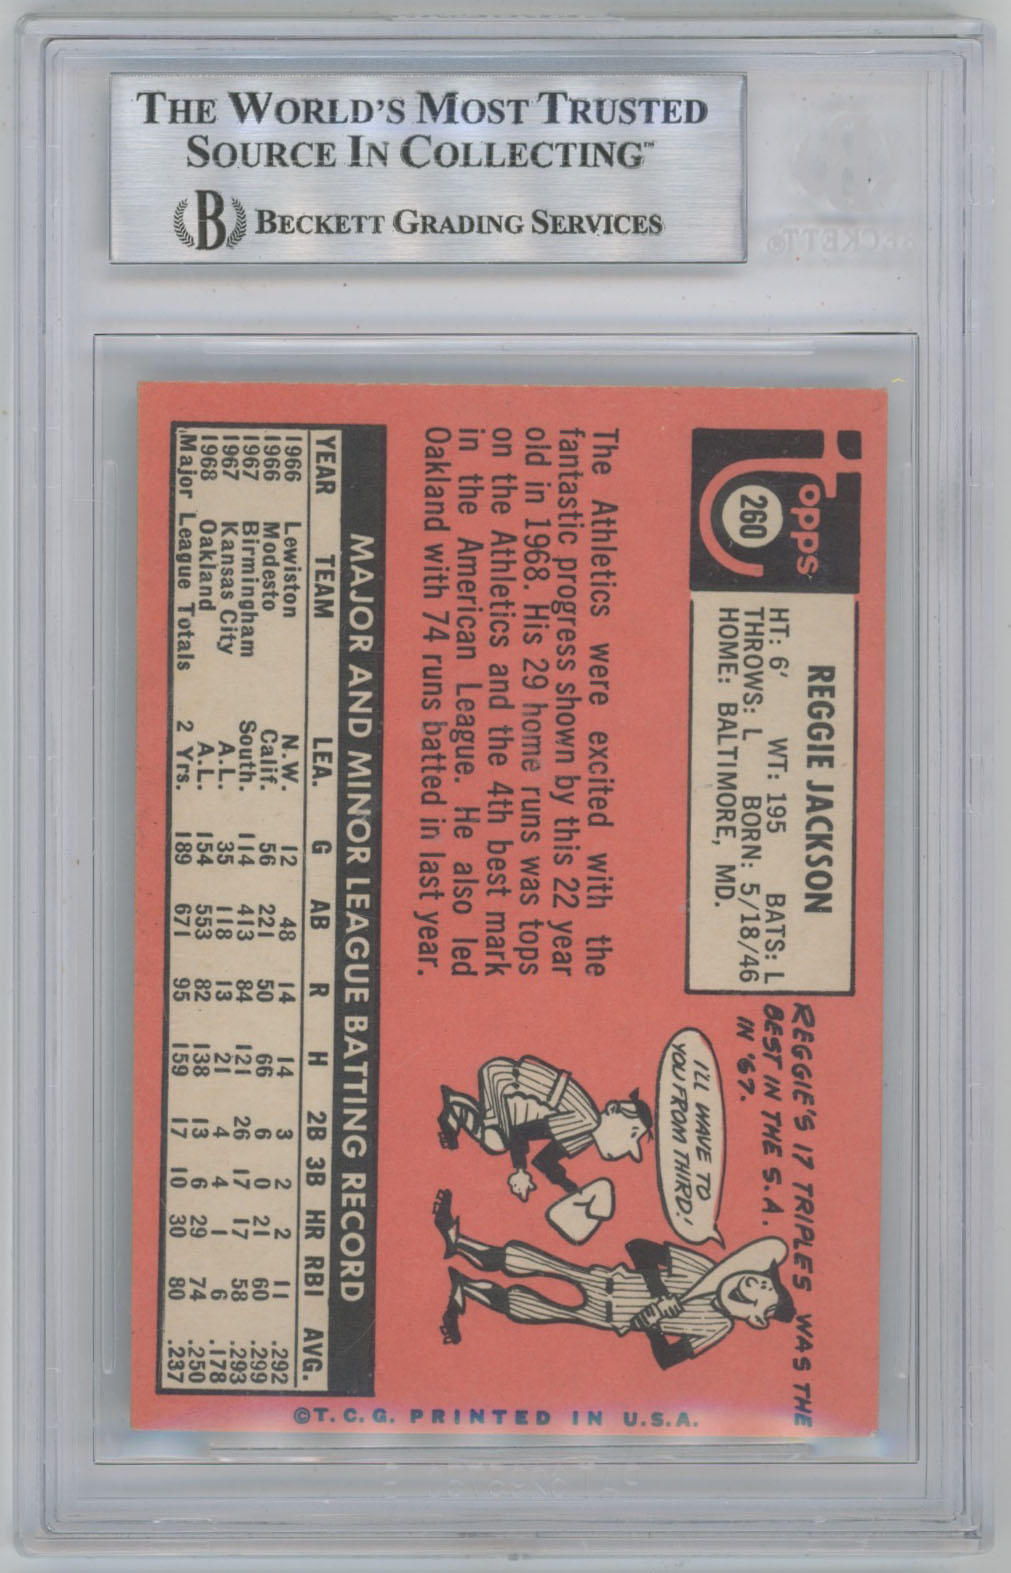 THE WORLD'S MOST TRUSTED
SOURCE IN COLLECTING™
B BECKETT GRADING SERVICES
BECKETT®
Topps
260
REGGIE JACKSON
HT: 6' WT: 195 BATS: L
THROWS: L BORN: 5/18/46
HOME: BALTIMORE, MD.
REGGIE'S 17 TRIPLES WAS THE
BEST IN THE S.A.
IN '67.
I'LL WAVE TO
YOU FROM THIRD!
The Athletics were excited with the
fantastic progress shown by this 22 year
old in 1968. His 29 home runs was tops
on the Athletics and the 4th best mark
in the American League. He also led
Oakland with 74 runs batted in last year.
MAJOR AND MINOR LEAGUE BATTING RECORD
YEAR TEAM LEA. G AB R H 2B 3B HR RBI AVG.
1966 Lewiston N.W. 12 48 14 14 3 2 2 11 .292
1966 Modesto Calif. 56 221 50 66 6 0 21 60 .299
1967 Birmingham South. 114 413 84 121 26 17 17 58 .293
1967 Kansas City A.L. 35 118 13 21 4 4 1 6 .178
1968 Oakland A.L. 154 553 82 138 13 6 29 74 .250
Major League Totals 2 Yrs. 189 671 95 159 17 10 30 80 .237
©T.C.G. PRINTED IN U.S.A.